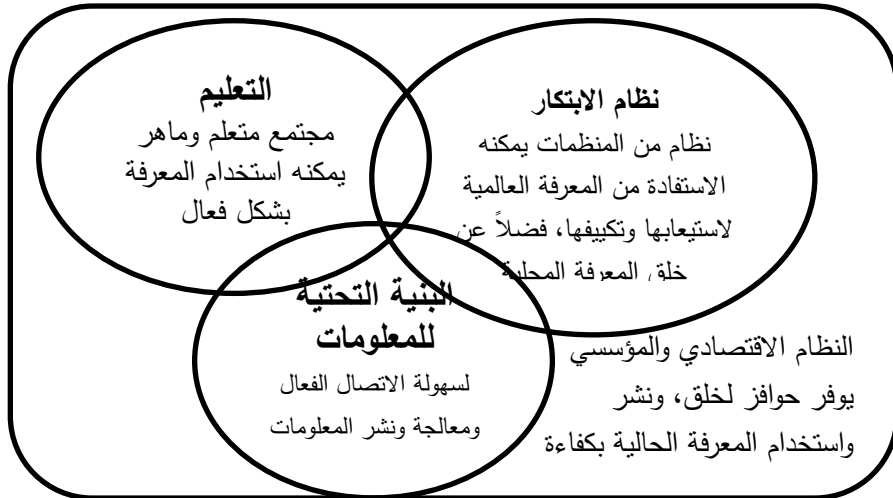 نظام الابتكار
نظام من المنظمات يمكنه
الاستفادة من المعرفة العالمية
لاستيعابها وتكييفها، فضلاً عن
خلق المعرفة المحلية
التعليم
مجتمع متعلم وماهر
يمكنه استخدام المعرفة
بشكل فعال
البنية التحتية
للمعلومات
لسهولة الاتصال الفعال
ومعالجة ونشر المعلومات
النظام الاقتصادي والمؤسسي
يوفر حوافز لخلق، ونشر
واستخدام المعرفة الحالية بكفاءة